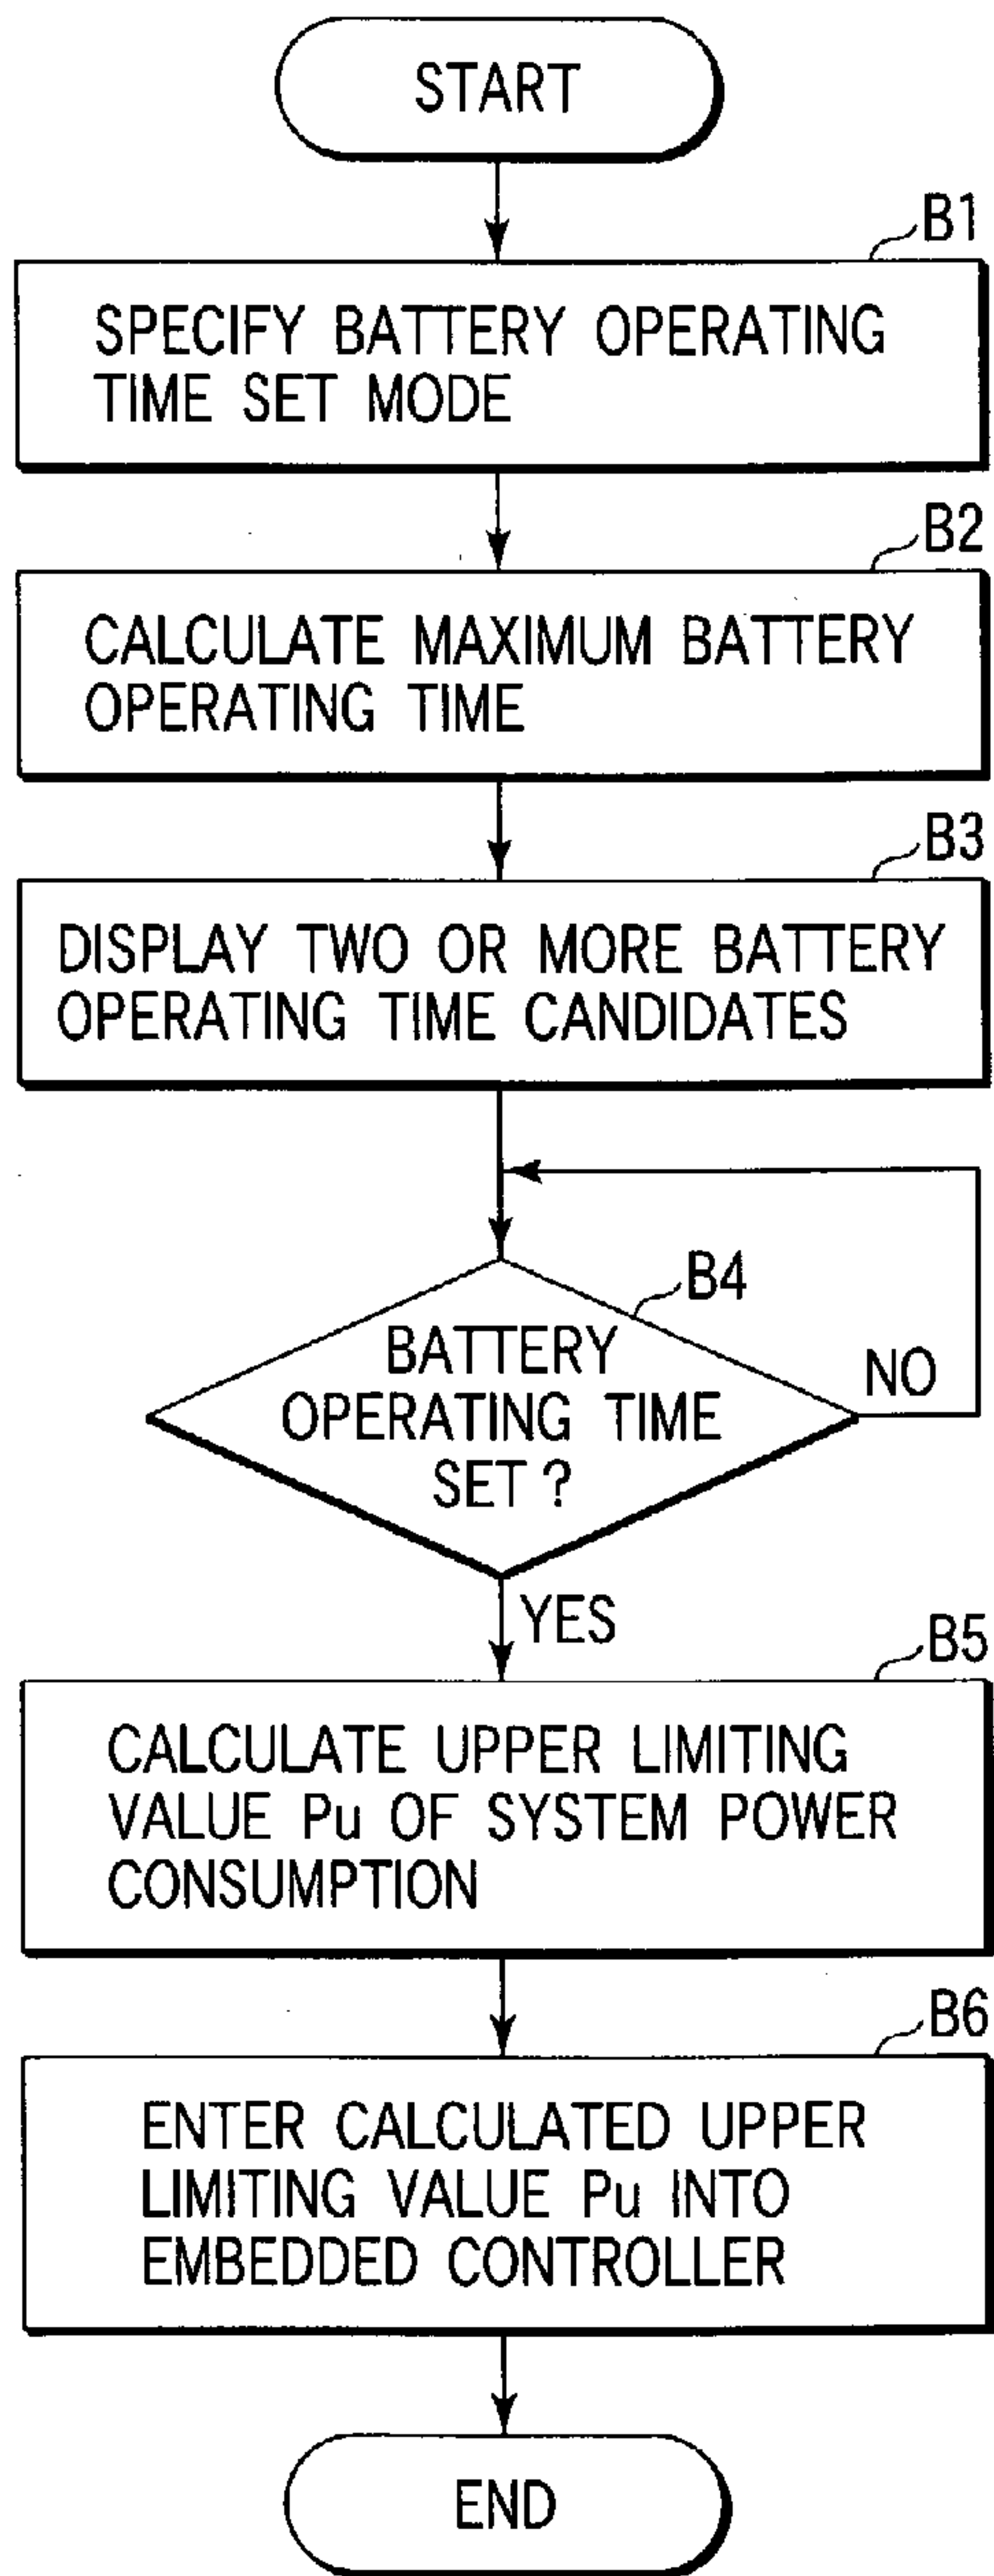 START
B1
SPECIFY BATTERY OPERATING
TIME SET MODE
B2
CALCULATE MAXIMUM BATTERY
OPERATING TIME
B3
DISPLAY TWO OR MORE BATTERY
OPERATING TIME CANDIDATES
B4
BATTERY
OPERATING TIME
SET?
NO
YES
B5
CALCULATE UPPER LIMITING
VALUE Pu OF SYSTEM POWER
CONSUMPTION
B6
ENTER CALCULATED UPPER
LIMITING VALUE Pu INTO
EMBEDDED CONTROLLER
END